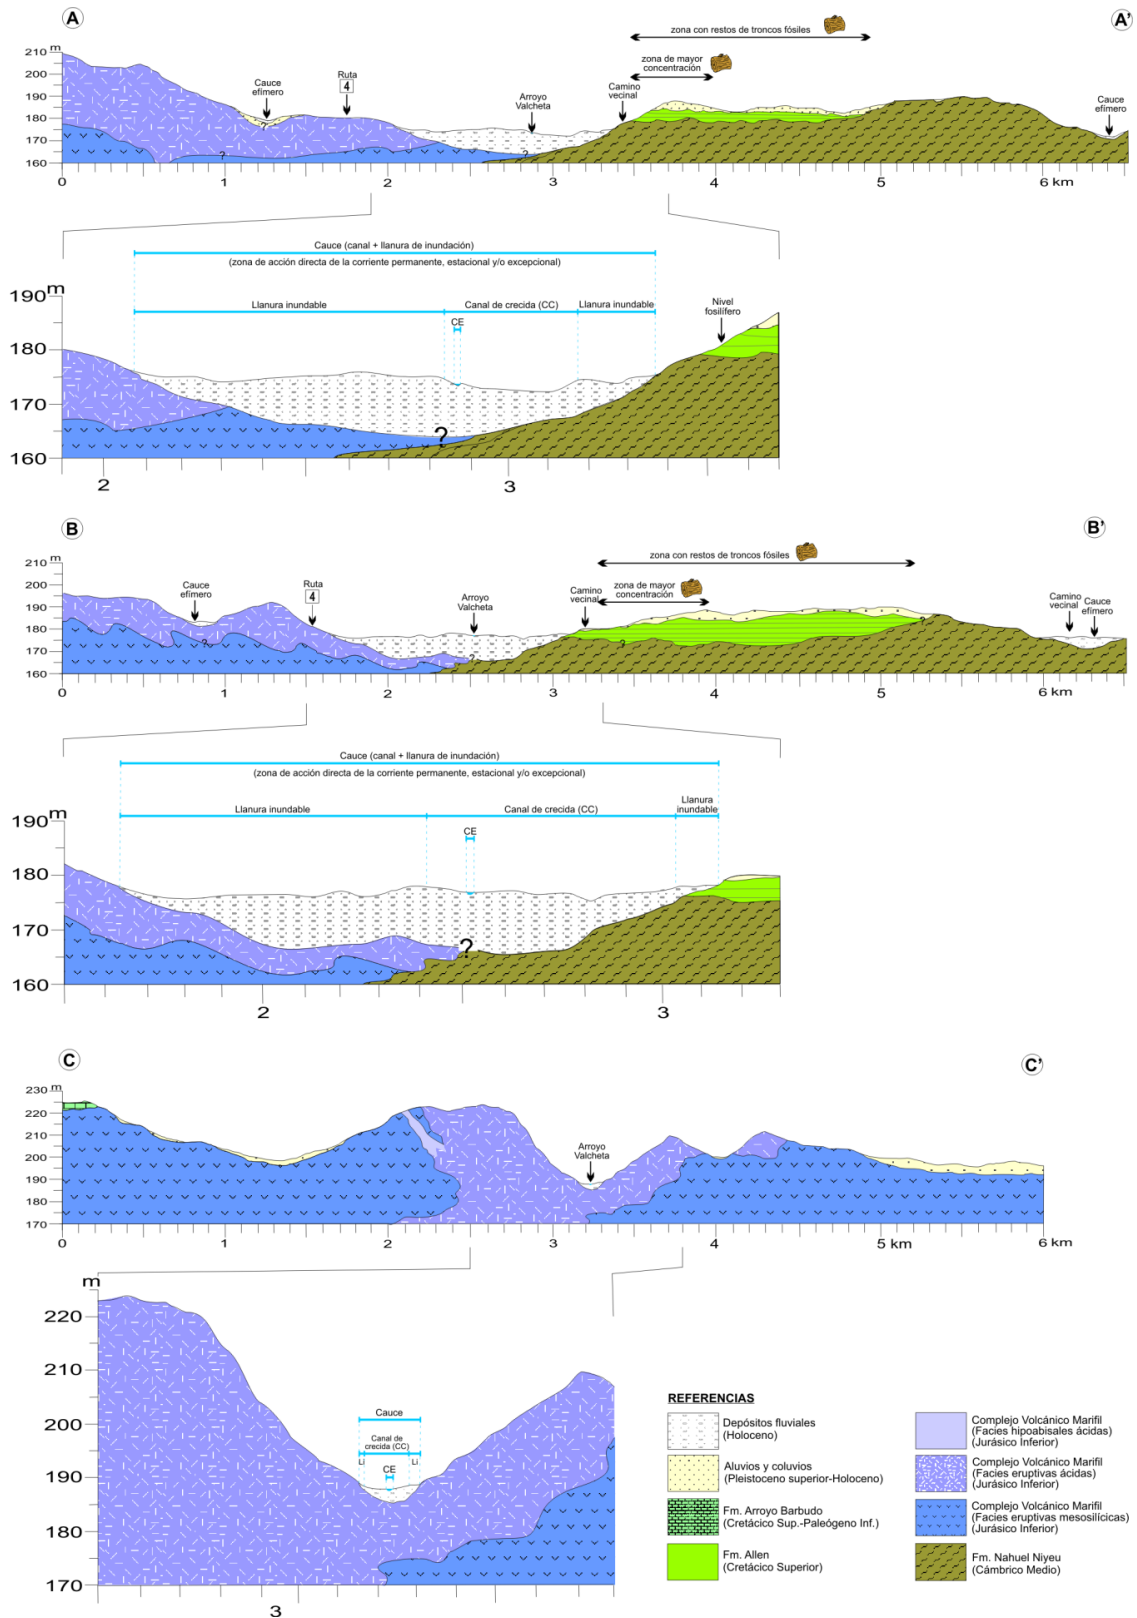 A
A'
zona con restos de troncos fósiles
zona de mayor
concentración
m
210
200
190
180
170
160
Cauce
efímero
Ruta
4
Arroyo
Valcheta
Camino
vecinal
Cauce
efímero
?
?
?
0
1
2
3
4
5
6 km
Cauce (canal + llanura de inundación)
(zona de acción directa de la corriente permanente, estacional y/o excepcional)
190 m
180
170
160
Llanura inundable
Canal de crecida (CC)
Llanura inundable
CE
Nivel
fosilífero
?
2
3
B
B'
zona con restos de troncos fósiles
zona de mayor
concentración
m
210
200
190
180
170
160
Cauce
efímero
Ruta
4
Arroyo
Valcheta
Camino
vecinal
Camino
vecinal
Cauce
efímero
?
?
?
?
0
1
2
3
4
5
6 km
Cauce (canal + llanura de inundación)
(zona de acción directa de la corriente permanente, estacional y/o excepcional)
190 m
180
170
160
Llanura inundable
Canal de crecida (CC)
Llanura
inundable
CE
?
2
3
C
C'
230 m
220
210
200
190
180
170
Arroyo
Valcheta
0
1
2
3
4
5 km
6 km
m
220
210
200
190
180
170
Cauce
Canal de
crecida (CC)
Li
Li
CE
3
REFERENCIAS
Depósitos fluviales
(Holoceno)
Aluvios y coluvios
(Pleistoceno superior-Holoceno)
Fm. Arroyo Barbudo
(Cretácico Sup.-Paleógeno Inf.)
Fm. Allen
(Cretácico Superior)
Complejo Volcánico Marifil
(Facies hipoabisales ácidas)
(Jurásico Inferior)
Complejo Volcánico Marifil
(Facies eruptivas ácidas)
(Jurásico Inferior)
Complejo Volcánico Marifil
(Facies eruptivas mesosilícicas)
(Jurásico Inferior)
Fm. Nahuel Niyeu
(Cámbrico Medio)